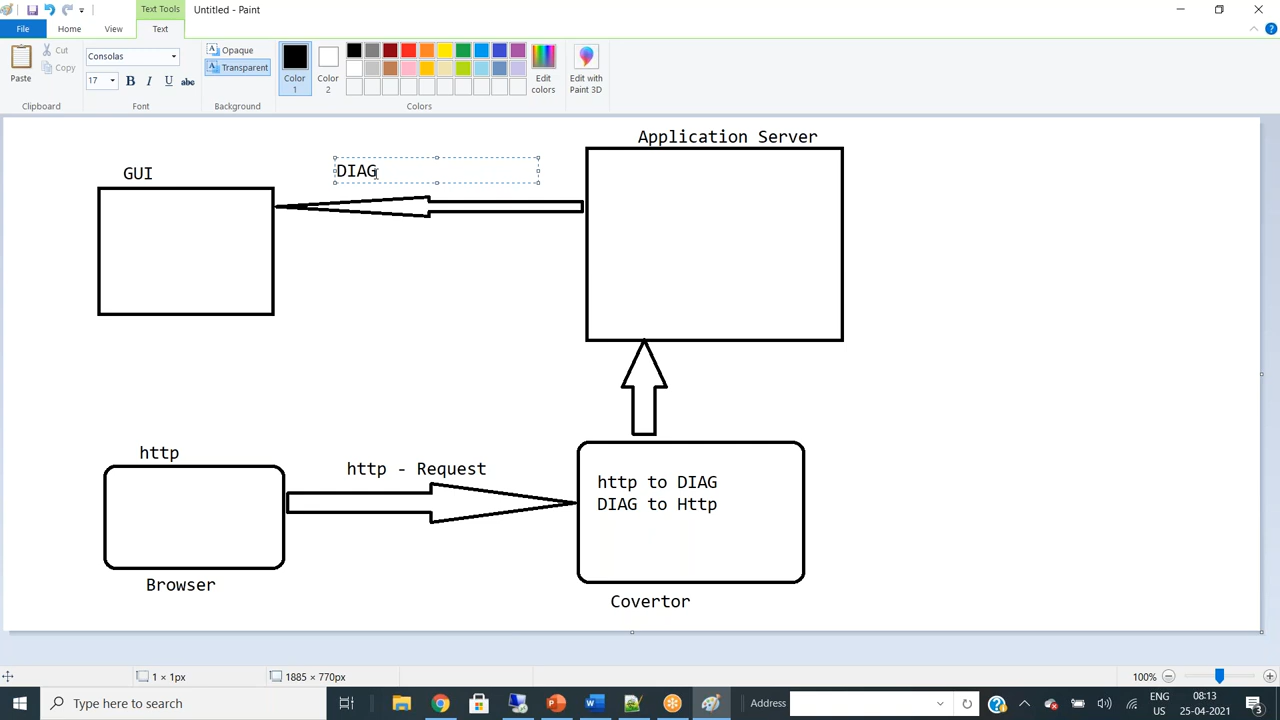 Text Tools
Untitled - Paint
File
Home
View
Text
Paste
Cut
Copy
Clipboard
Consolas
17
B I U abc
Font
Opaque
Transparent
Background
Color 1
Color 2
Edit colors
Colors
Edit with Paint 3D
Application Server
GUI
DIAG
http
http - Request
http to DIAG
DIAG to Http
Browser
Covertor
1 × 1px
1885 × 770px
100%
Type here to search
Address
ENG
US
08:13
25-04-2021